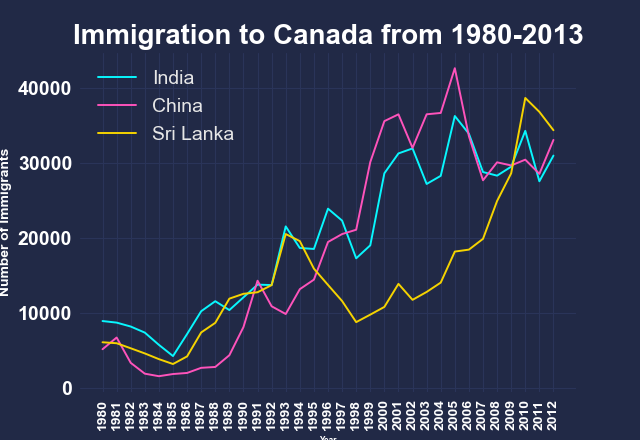 Immigration to Canada from 1980-2013
India
China
Sri Lanka
Number of Immigrants
40000
30000
20000
10000
0
1980 1981 1982 1983 1984 1985 1986 1987 1988 1989 1990 1991 1992 1993 1994 1995 1996 1997 1998 1999 2000 2001 2002 2003 2004 2005 2006 2007 2008 2009 2010 2011 2012
Year